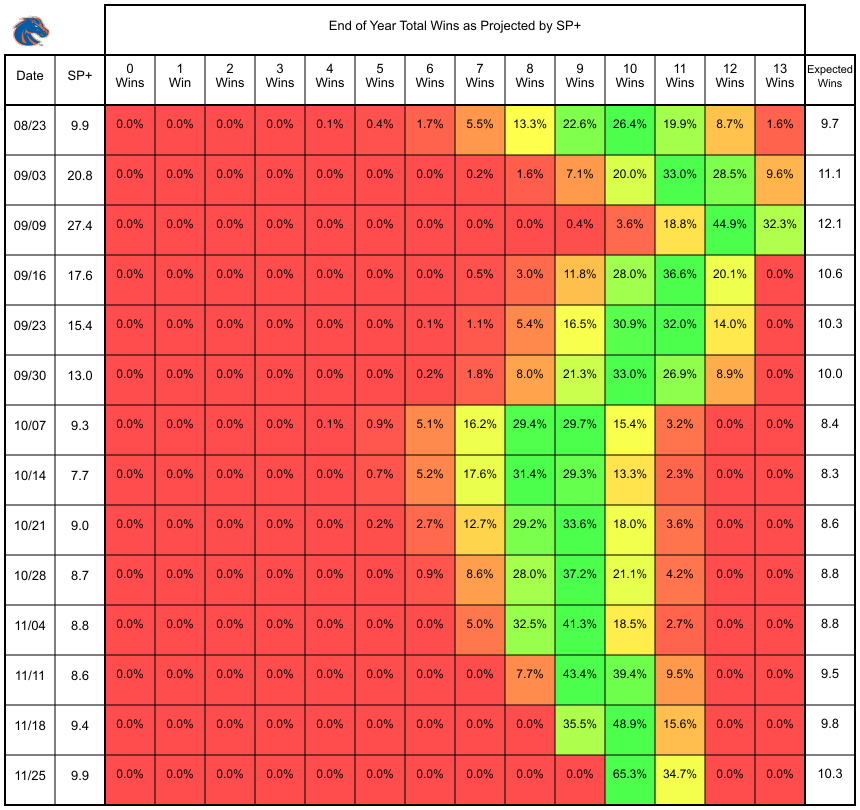 End of Year Total Wins as Projected by SP+
Date SP+ 0 Wins 1 Win 2 Wins 3 Wins 4 Wins 5 Wins 6 Wins 7 Wins 8 Wins 9 Wins 10 Wins 11 Wins 12 Wins 13 Wins Expected Wins
08/23 9.9 0.0% 0.0% 0.0% 0.0% 0.1% 0.4% 1.7% 5.5% 13.3% 22.6% 26.4% 19.9% 8.7% 1.6% 9.7
09/03 20.8 0.0% 0.0% 0.0% 0.0% 0.0% 0.0% 0.0% 0.2% 1.6% 7.1% 20.0% 33.0% 28.5% 9.6% 11.1
09/09 27.4 0.0% 0.0% 0.0% 0.0% 0.0% 0.0% 0.0% 0.0% 0.0% 0.4% 3.6% 18.8% 44.9% 32.3% 12.1
09/16 17.6 0.0% 0.0% 0.0% 0.0% 0.0% 0.0% 0.0% 0.5% 3.0% 11.8% 28.0% 36.6% 20.1% 0.0% 10.6
09/23 15.4 0.0% 0.0% 0.0% 0.0% 0.0% 0.0% 0.1% 1.1% 5.4% 16.5% 30.9% 32.0% 14.0% 0.0% 10.3
09/30 13.0 0.0% 0.0% 0.0% 0.0% 0.0% 0.0% 0.2% 1.8% 8.0% 21.3% 33.0% 26.9% 8.9% 0.0% 10.0
10/07 9.3 0.0% 0.0% 0.0% 0.0% 0.1% 0.9% 5.1% 16.2% 29.4% 29.7% 15.4% 3.2% 0.0% 0.0% 8.4
10/14 7.7 0.0% 0.0% 0.0% 0.0% 0.0% 0.7% 5.2% 17.6% 31.4% 29.3% 13.3% 2.3% 0.0% 0.0% 8.3
10/21 9.0 0.0% 0.0% 0.0% 0.0% 0.0% 0.2% 2.7% 12.7% 29.2% 33.6% 18.0% 3.6% 0.0% 0.0% 8.6
10/28 8.7 0.0% 0.0% 0.0% 0.0% 0.0% 0.0% 0.9% 8.6% 28.0% 37.2% 21.1% 4.2% 0.0% 0.0% 8.8
11/04 8.8 0.0% 0.0% 0.0% 0.0% 0.0% 0.0% 0.0% 5.0% 32.5% 41.3% 18.5% 2.7% 0.0% 0.0% 8.8
11/11 8.6 0.0% 0.0% 0.0% 0.0% 0.0% 0.0% 0.0% 0.0% 7.7% 43.4% 39.4% 9.5% 0.0% 0.0% 9.5
11/18 9.4 0.0% 0.0% 0.0% 0.0% 0.0% 0.0% 0.0% 0.0% 0.0% 35.5% 48.9% 15.6% 0.0% 0.0% 9.8
11/25 9.9 0.0% 0.0% 0.0% 0.0% 0.0% 0.0% 0.0% 0.0% 0.0% 0.0% 65.3% 34.7% 0.0% 0.0% 10.3